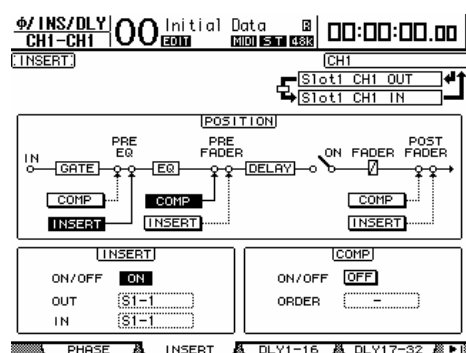 Φ/INS/DLY 00 Initial Data R 00:00:00.00
CH1-CH1 EDIT MIDI ST 48K
INSERT CH1
Slot1 CH1 OUT
Slot1 CH1 IN
POSITION
PRE EQ PRE FADER POST FADER
IN GATE EQ DELAY ON FADER
COMP COMP COMP
INSERT INSERT INSERT
INSERT COMP
ON/OFF ON ON/OFF OFF
OUT S1-1 ORDER -
IN S1-1
PHASE INSERT DLY1-16 DLY17-32